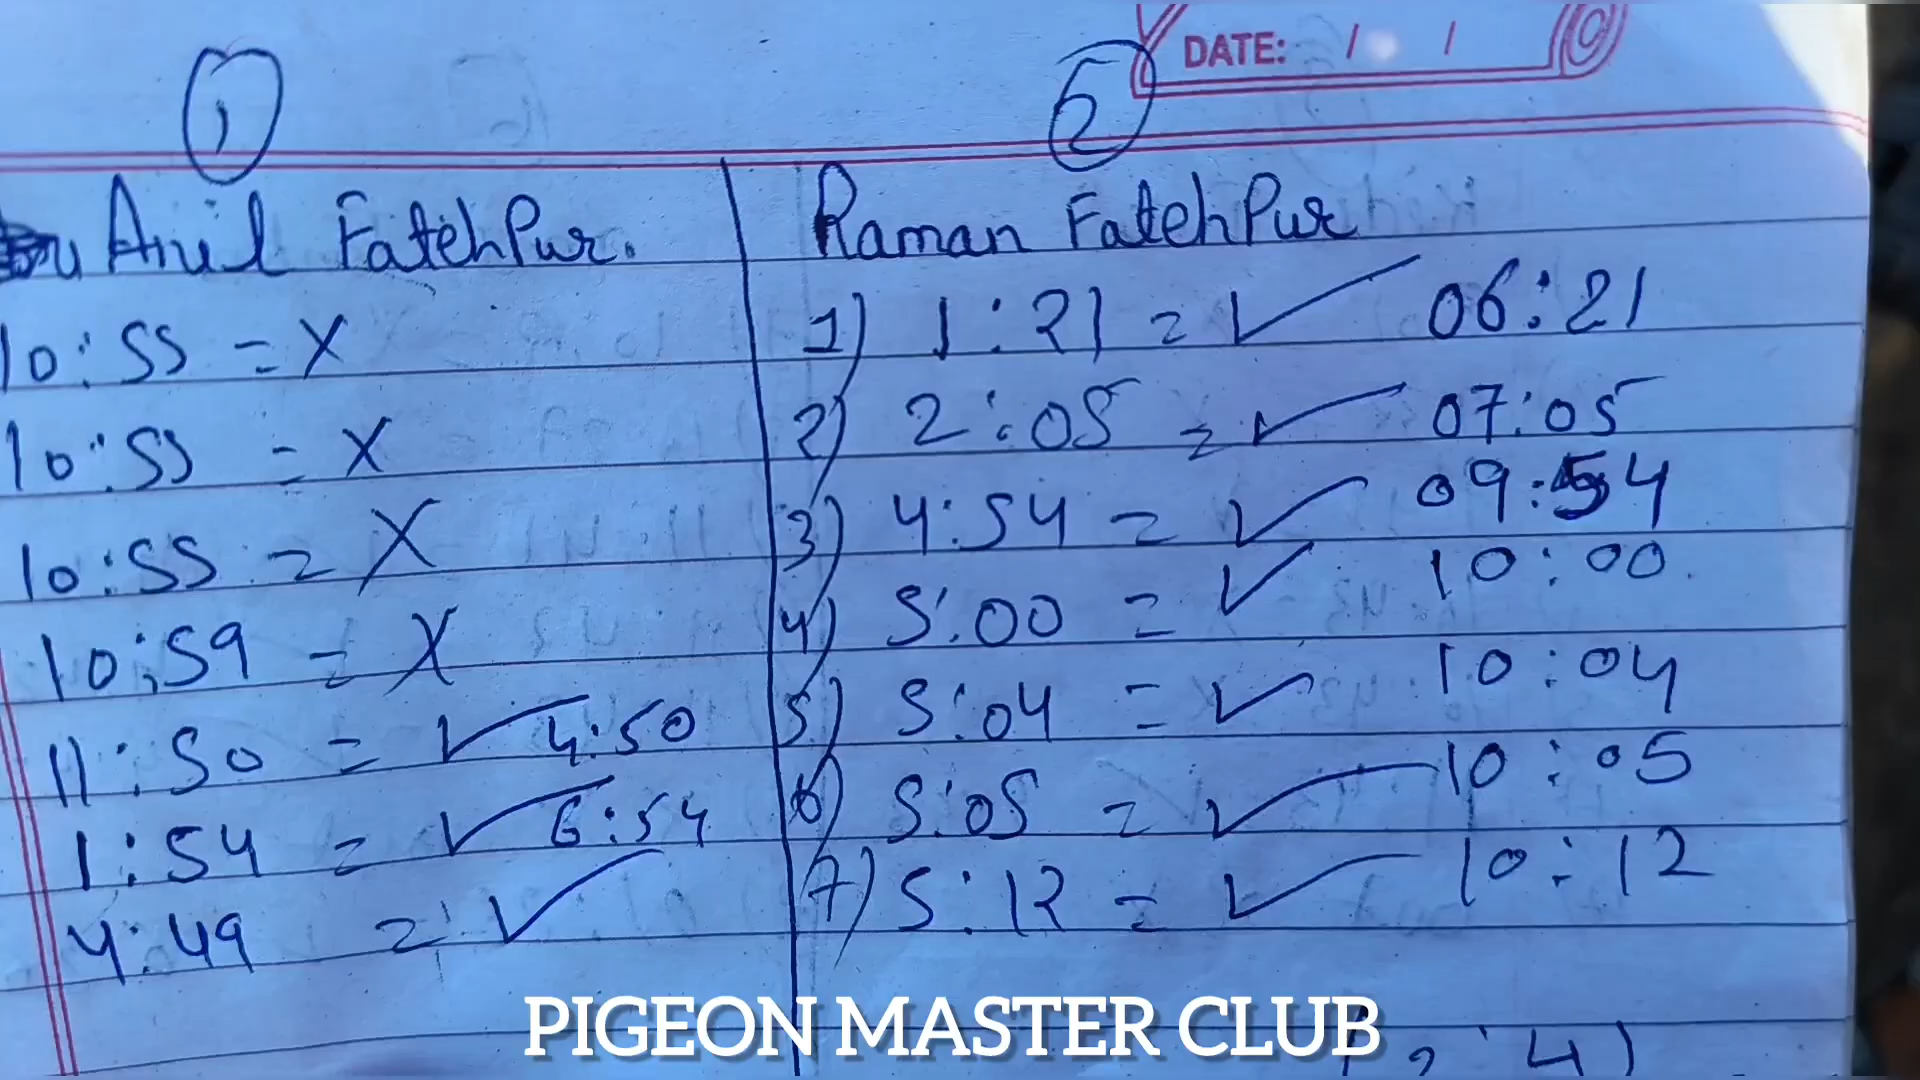 DATE: / /
1
2
Anil FatehPur.
10:55 = X
10:55 = X
10:55 = X
10:59 = X
11:50 = ✓ 4:50
1:54 = ✓ 6:54
4:49 = ✓
Raman FatehPur
1) 1:21 = ✓ 06:21
2) 2:05 = ✓ 07:05
3) 4:54 = ✓ 09:54
4) 5:00 = ✓ 10:00
5) 5:04 = ✓ 10:04
6) 5:05 = ✓ 10:05
7) 5:12 = ✓ 10:12
PIGEON MASTER CLUB